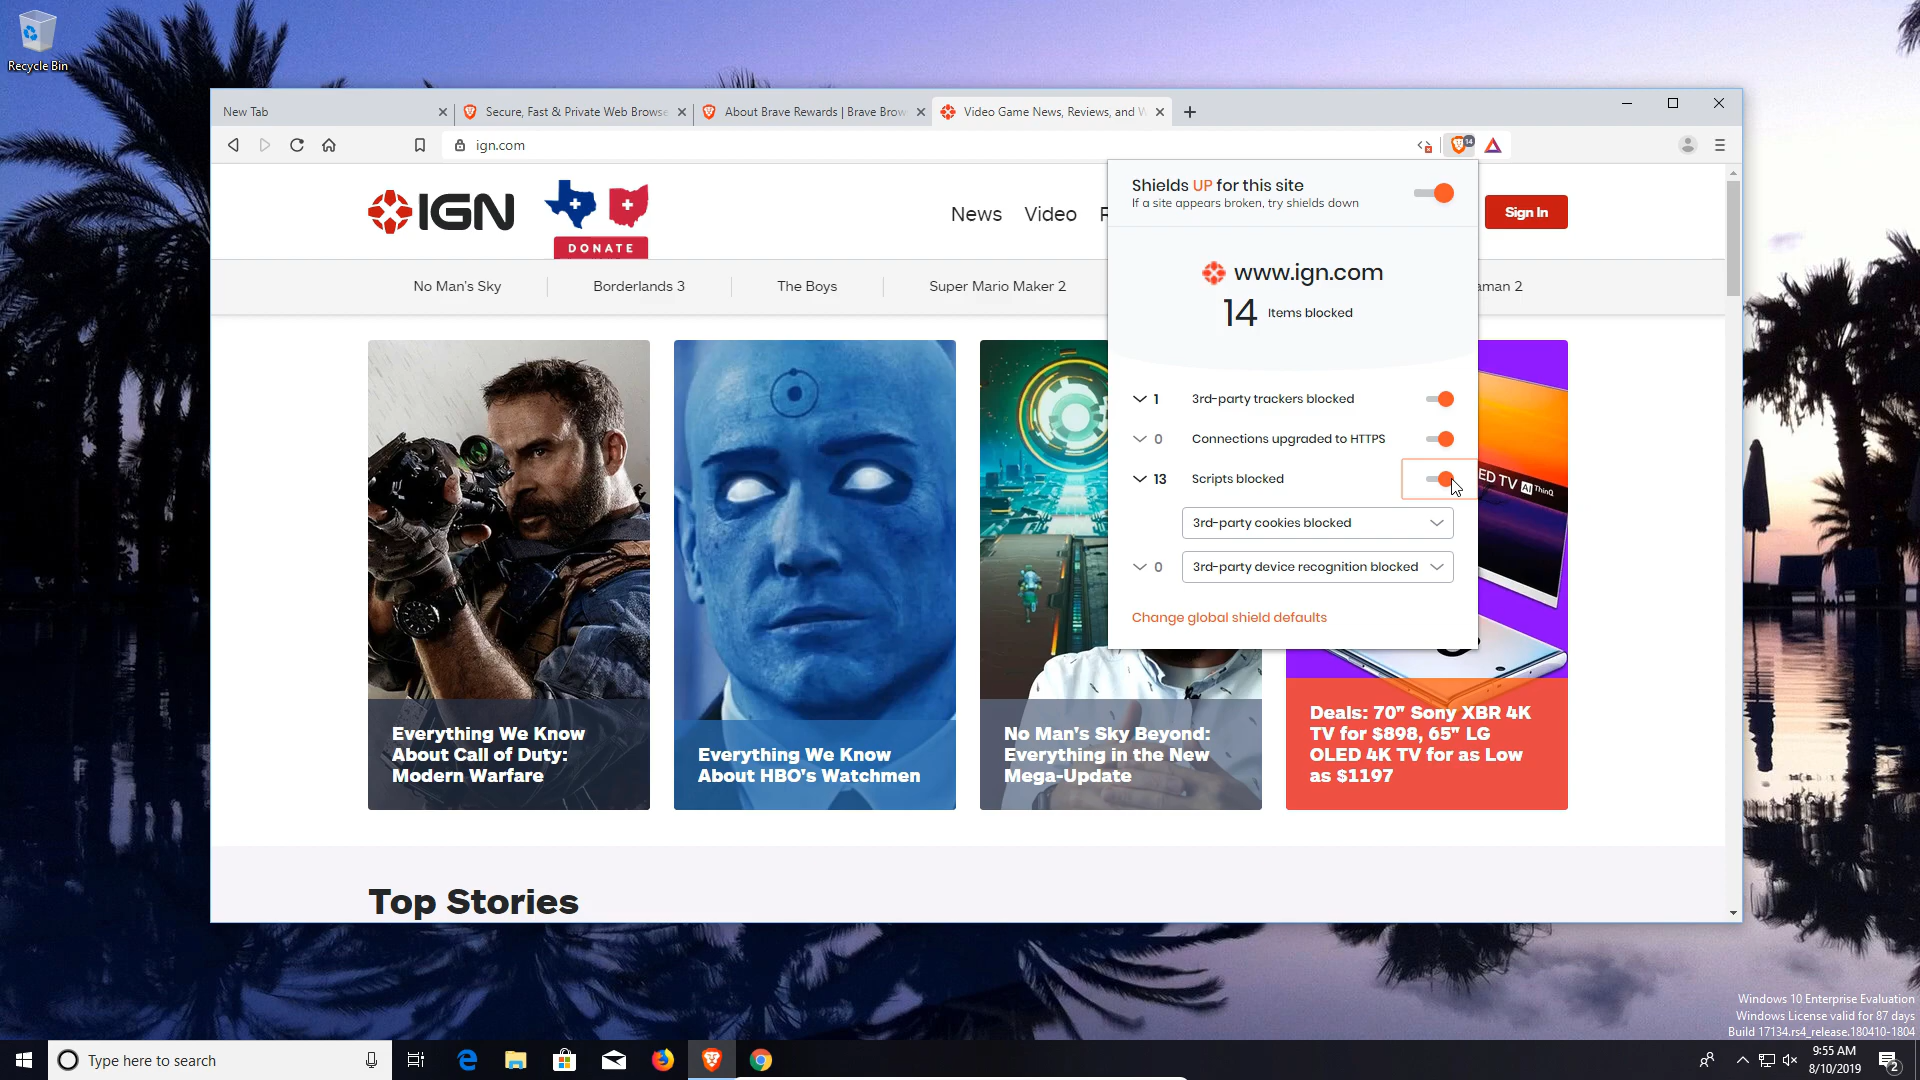 Recycle Bin
New Tab
Secure, Fast & Private Web Browse
About Brave Rewards | Brave Brow
Video Game News, Reviews, and W
ign.com
14
Shields UP for this site
If a site appears broken, try shields down
IGN
DONATE
News
Video
Sign In
www.ign.com
14 Items blocked
No Man's Sky
Borderlands 3
The Boys
Super Mario Maker 2
aman 2
1 3rd-party trackers blocked
0 Connections upgraded to HTTPS
13 Scripts blocked
3rd-party cookies blocked
0 3rd-party device recognition blocked
Change global shield defaults
ED TV AI ThinQ
Everything We Know
About Call of Duty:
Modern Warfare
Everything We Know
About HBO's Watchmen
No Man's Sky Beyond:
Everything in the New
Mega-Update
Deals: 70" Sony XBR 4K
TV for $898, 65" LG
OLED 4K TV for as Low
as $1197
Top Stories
Windows 10 Enterprise Evaluation
Windows License valid for 87 days
Build 17134.rs4_release.180410-1804
Type here to search
9:55 AM
8/10/2019
2